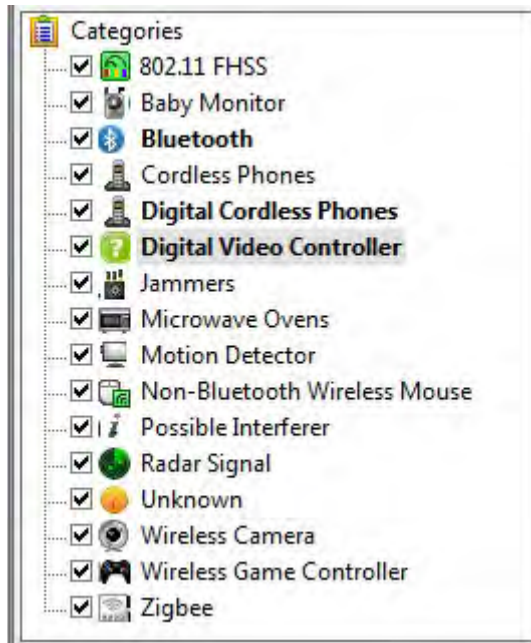 Categories
802.11 FHSS
Baby Monitor
Bluetooth
Cordless Phones
Digital Cordless Phones
Digital Video Controller
Jammers
Microwave Ovens
Motion Detector
Non-Bluetooth Wireless Mouse
Possible Interferer
Radar Signal
Unknown
Wireless Camera
Wireless Game Controller
Zigbee